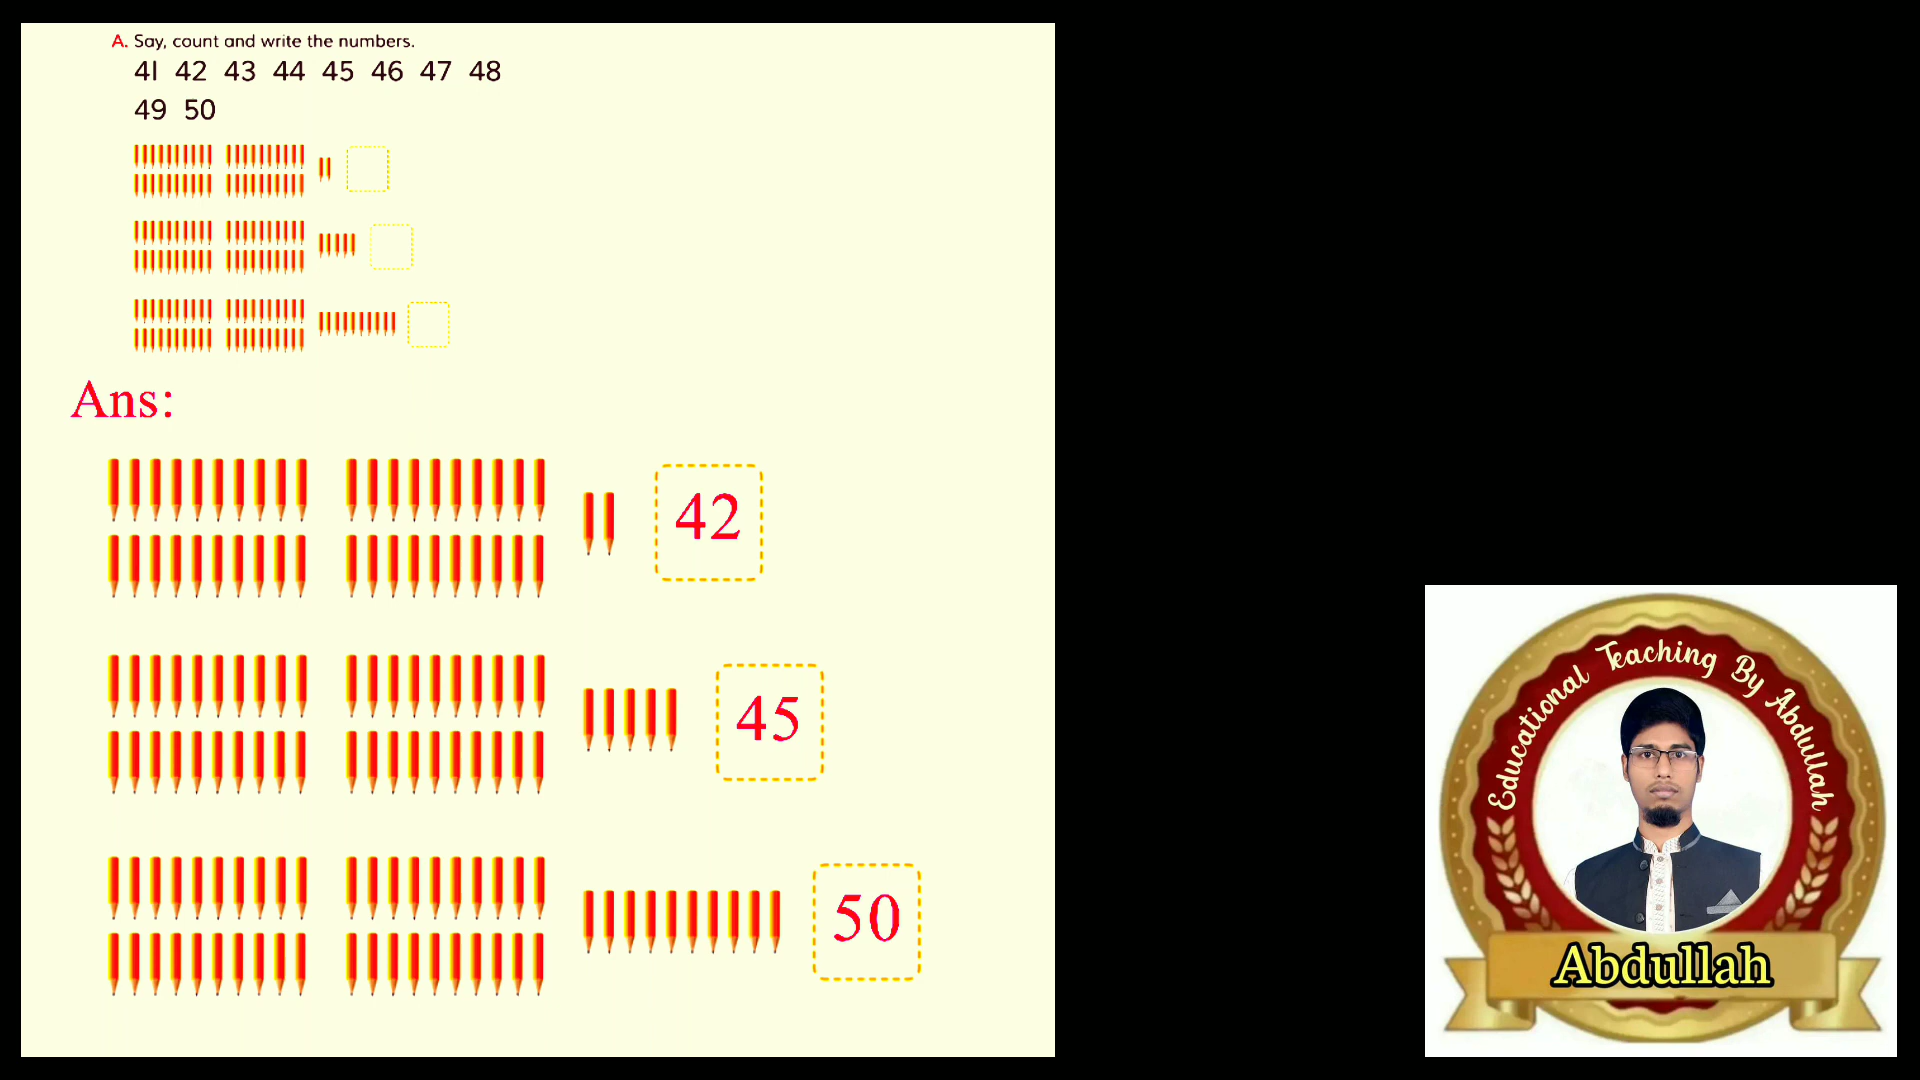 A. Say, count and write the numbers.
41 42 43 44 45 46 47 48
49 50
Ans:
42
45
50
Educational Teaching By Abdullah
Abdullah